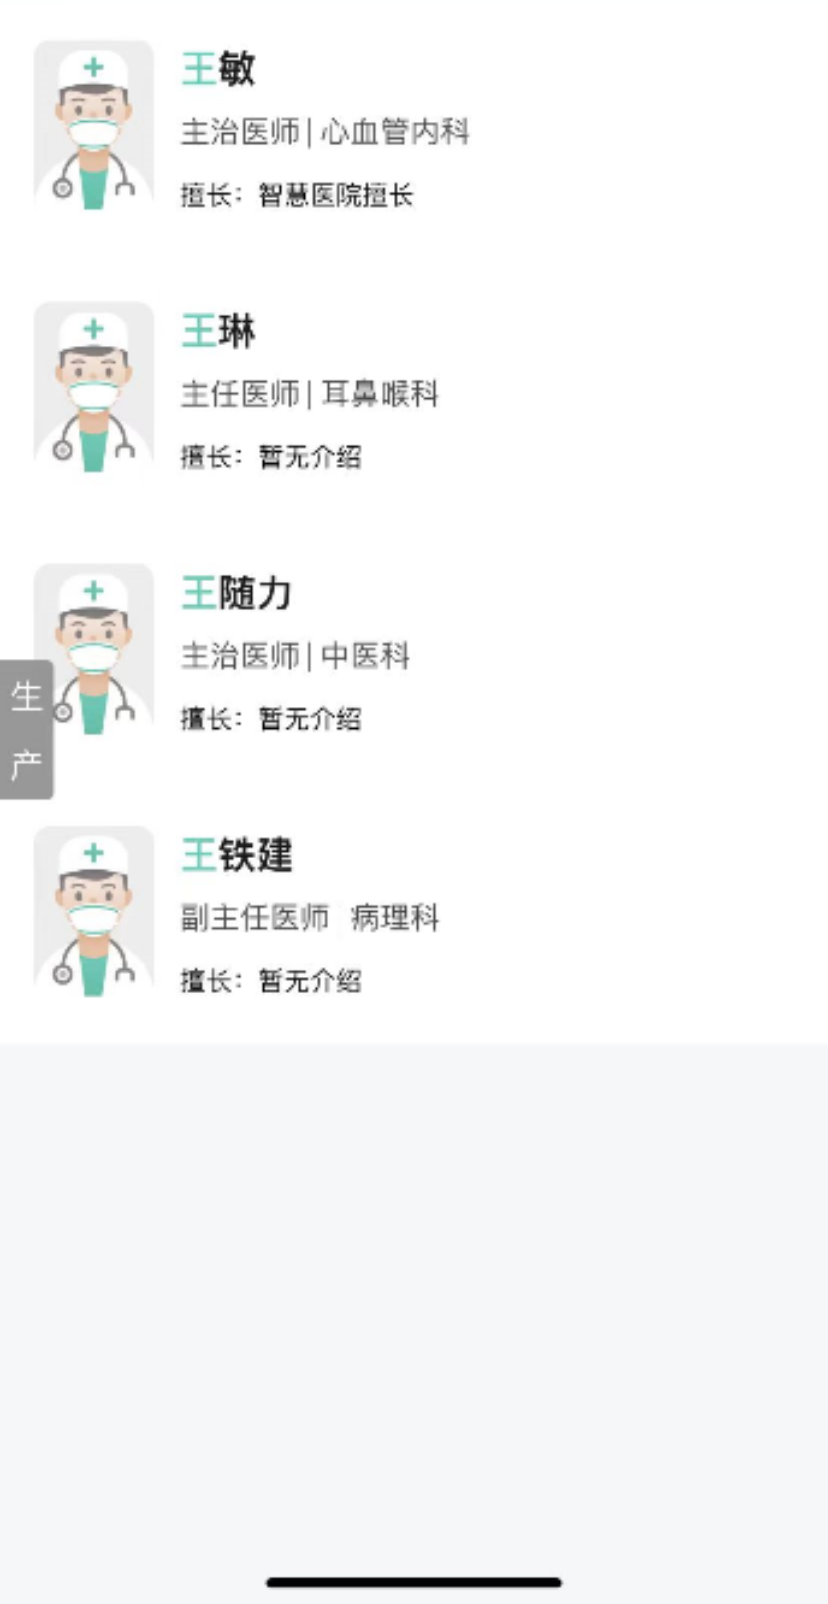 王敏
主治医师|心血管内科
擅长：智慧医院擅长
王琳
主任医师|耳鼻喉科
擅长：暂无介绍
王随力
主治医师|中医科
擅长：暂无介绍
生
产
王铁建
副主任医师 病理科
擅长：暂无介绍